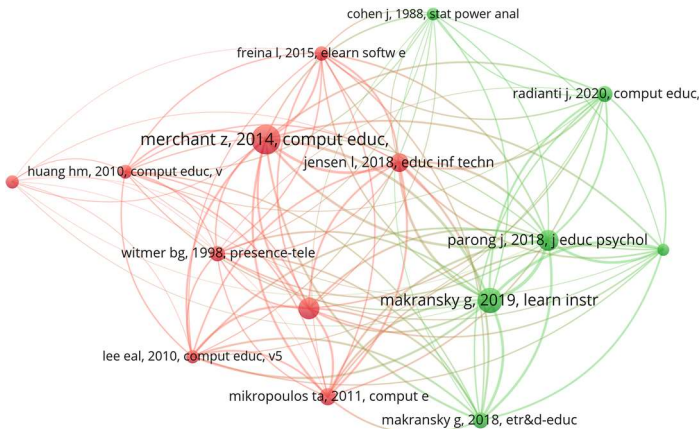 cohen j, 1988, stat power anal
freina l, 2015, elearn softw e
radianti j, 2020, comput educ,
merchant z, 2014, comput educ,
jensen l, 2018, educ inf techn
huang hm, 2010, comput educ, v
parong j, 2018, j educ psychol
witmer bg, 1998, presence-tele
makransky g, 2019, learn instr
lee eal, 2010, comput educ, v5
mikropoulos ta, 2011, comput e
makransky g, 2018, etr&d-educ